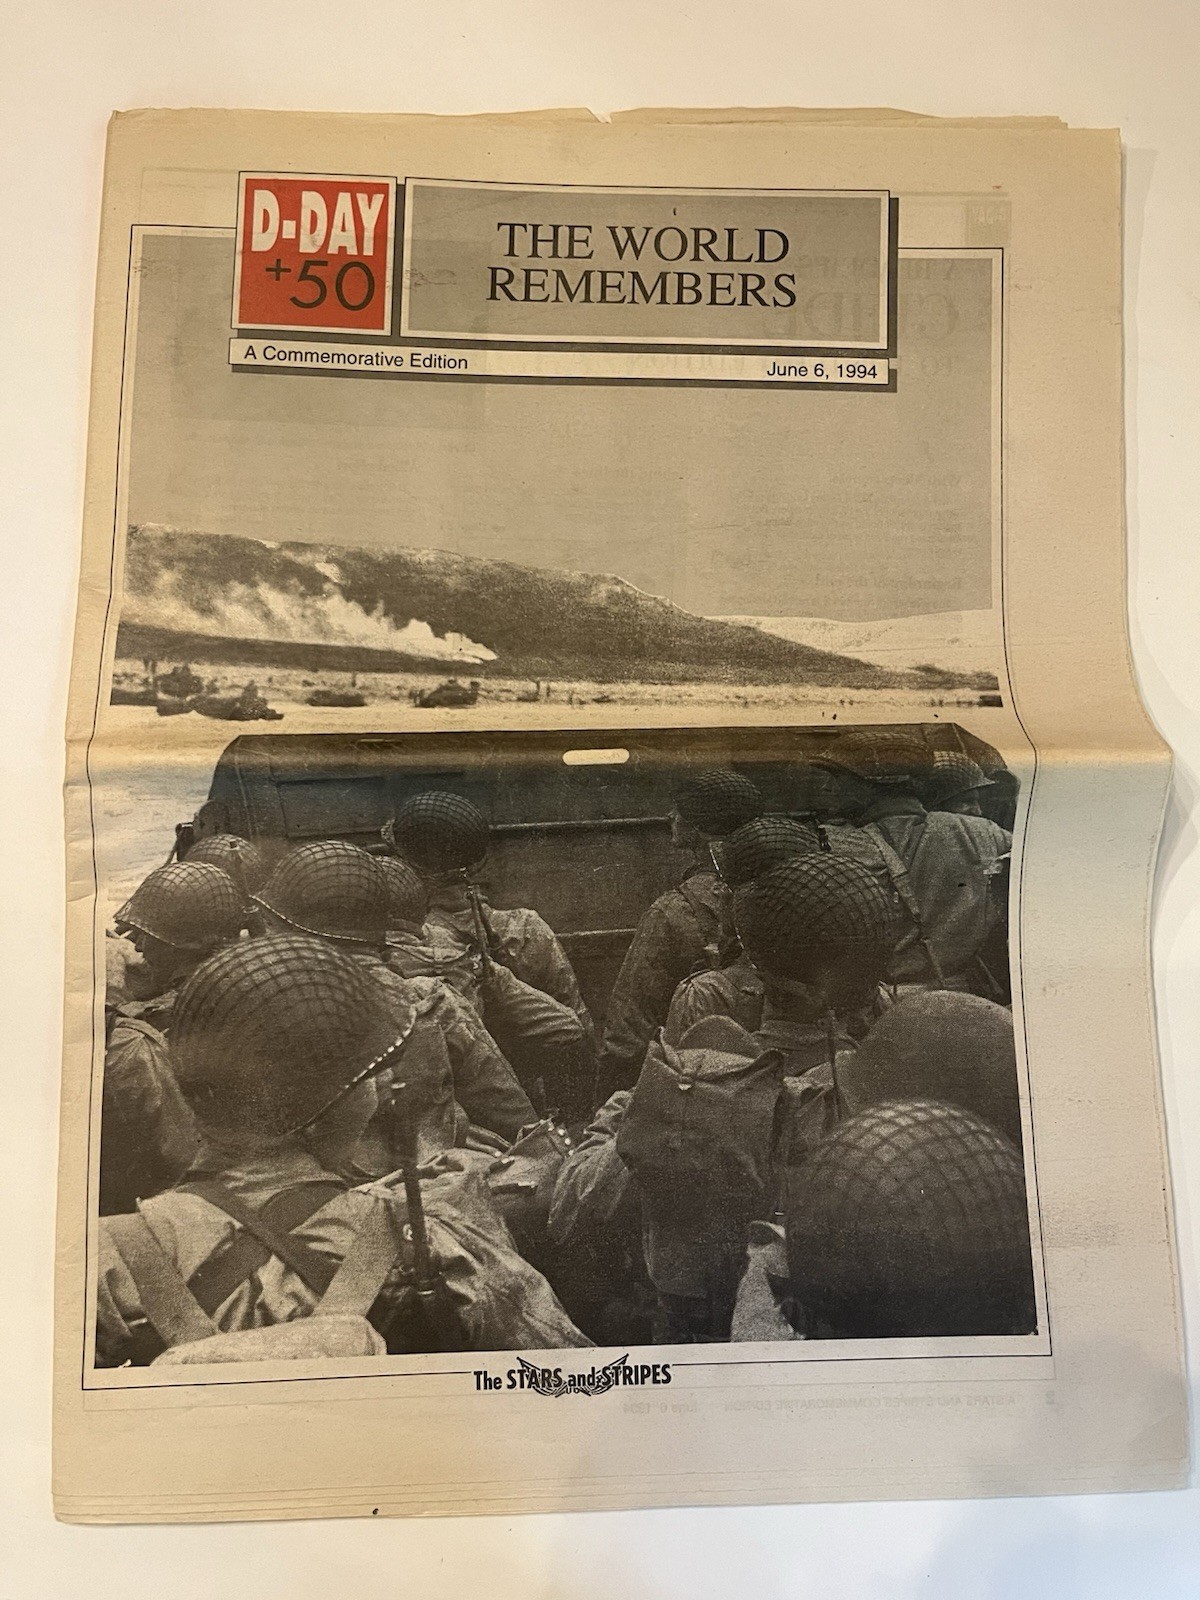 D-DAY
+50
THE WORLD
REMEMBERS
A Commemorative Edition
June 6, 1994
The STARS and STRIPES